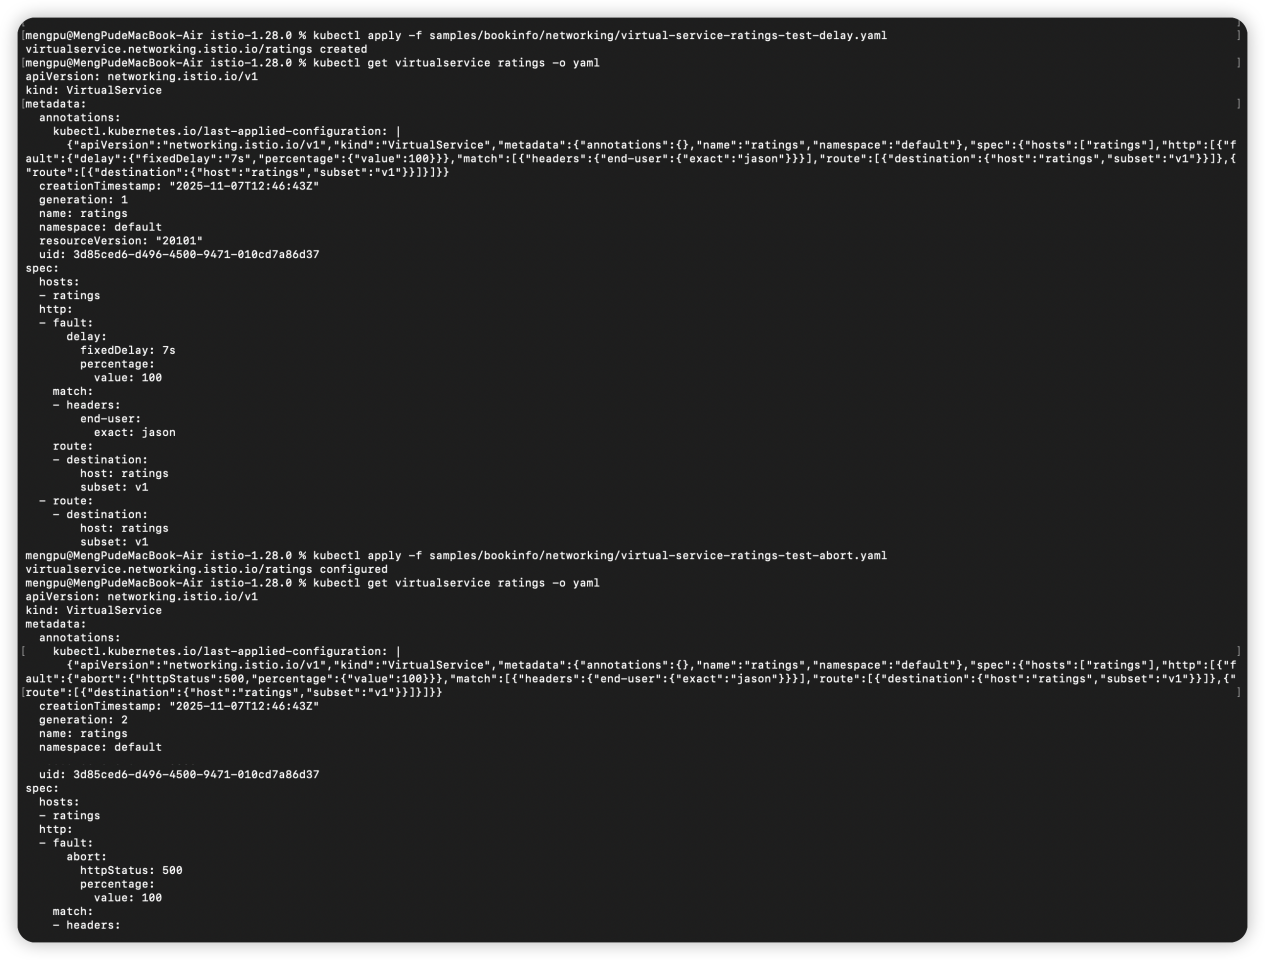 [mengpu@MengPudeMacBook-Air istio-1.28.0 % kubectl apply -f samples/bookinfo/networking/virtual-service-ratings-test-delay.yaml ]
virtualservice.networking.istio.io/ratings created
[mengpu@MengPudeMacBook-Air istio-1.28.0 % kubectl get virtualservice ratings -o yaml ]
apiVersion: networking.istio.io/v1
kind: VirtualService
[metadata: ]
  annotations:
    kubectl.kubernetes.io/last-applied-configuration: |
      {"apiVersion":"networking.istio.io/v1","kind":"VirtualService","metadata":{"annotations":{},"name":"ratings","namespace":"default"},"spec":{"hosts":["ratings"],"http":[{"f
ault":{"delay":{"fixedDelay":"7s","percentage":{"value":100}}},"match":[{"headers":{"end-user":{"exact":"jason"}}}],"route":[{"destination":{"host":"ratings","subset":"v1"}}]},{
"route":[{"destination":{"host":"ratings","subset":"v1"}}]}]}}
  creationTimestamp: "2025-11-07T12:46:43Z"
  generation: 1
  name: ratings
  namespace: default
  resourceVersion: "20101"
  uid: 3d85ced6-d496-4500-9471-010cd7a86d37
spec:
  hosts:
  - ratings
  http:
  - fault:
      delay:
        fixedDelay: 7s
        percentage:
          value: 100
    match:
    - headers:
        end-user:
          exact: jason
    route:
    - destination:
        host: ratings
        subset: v1
  - route:
    - destination:
        host: ratings
        subset: v1
mengpu@MengPudeMacBook-Air istio-1.28.0 % kubectl apply -f samples/bookinfo/networking/virtual-service-ratings-test-abort.yaml
virtualservice.networking.istio.io/ratings configured
mengpu@MengPudeMacBook-Air istio-1.28.0 % kubectl get virtualservice ratings -o yaml
apiVersion: networking.istio.io/v1
kind: VirtualService
metadata:
  annotations:
[    kubectl.kubernetes.io/last-applied-configuration: | ]
      {"apiVersion":"networking.istio.io/v1","kind":"VirtualService","metadata":{"annotations":{},"name":"ratings","namespace":"default"},"spec":{"hosts":["ratings"],"http":[{"f
ault":{"abort":{"httpStatus":500,"percentage":{"value":100}}},"match":[{"headers":{"end-user":{"exact":"jason"}}}],"route":[{"destination":{"host":"ratings","subset":"v1"}}]},{"
[route":[{"destination":{"host":"ratings","subset":"v1"}}]}]}} ]
  creationTimestamp: "2025-11-07T12:46:43Z"
  generation: 2
  name: ratings
  namespace: default
  uid: 3d85ced6-d496-4500-9471-010cd7a86d37
spec:
  hosts:
  - ratings
  http:
  - fault:
      abort:
        httpStatus: 500
        percentage:
          value: 100
    match:
    - headers: